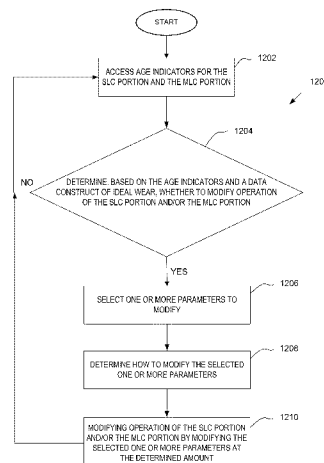 START
1202
ACCESS AGE INDICATORS FOR THE
SLC PORTION AND THE MLC PORTION
120
1204
NO
DETERMINE, BASED ON THE AGE INDICATORS AND A DATA
CONSTRUCT OF IDEAL WEAR, WHETHER TO MODIFY OPERATION
OF THE SLC PORTION AND/OR THE MLC PORTION
YES
1206
SELECT ONE OR MORE PARAMETERS TO
MODIFY
1208
DETERMINE HOW TO MODIFY THE SELECTED
ONE OR MORE PARAMETERS
1210
MODIFYING OPERATION OF THE SLC PORTION
AND/OR THE MLC PORTION BY MODIFYING THE
SELECTED ONE OR MORE PARAMETERS AT
THE DETERMINED AMOUNT